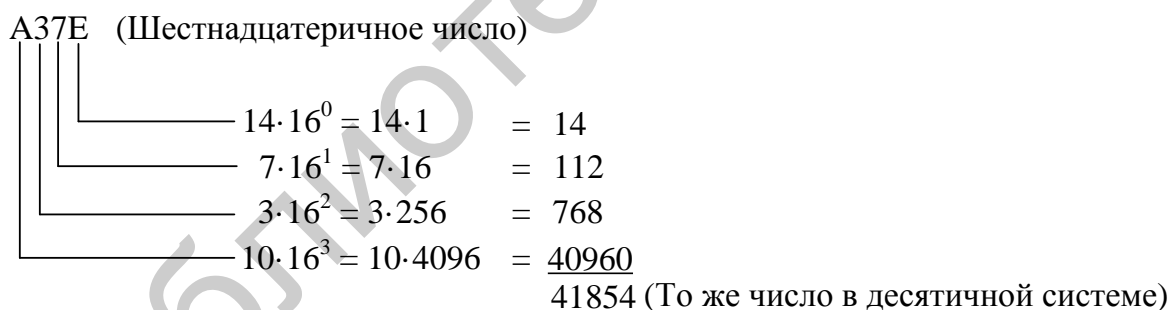 A37E (Шестнадцатеричное число)
14·16⁰ = 14·1 = 14
7·16¹ = 7·16 = 112
3·16² = 3·256 = 768
10·16³ = 10·4096 = 40960
41854 (То же число в десятичной системе)